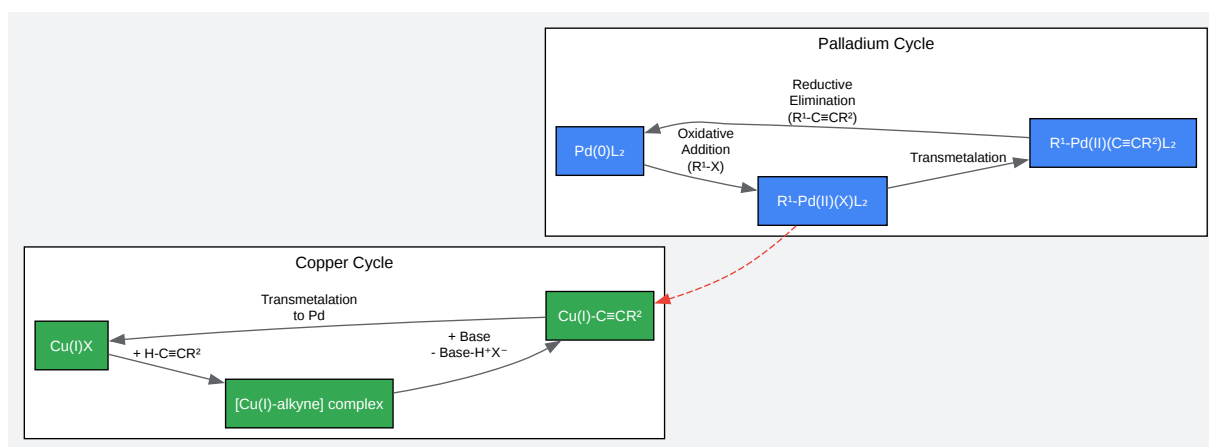 Palladium Cycle
Reductive
Elimination
(R¹-C≡CR²)
Pd(0)L₂
Oxidative
Addition
(R¹-X)
Transmetalation
R¹-Pd(II)(C≡CR²)L₂
R¹-Pd(II)(X)L₂
Copper Cycle
Transmetalation
to Pd
Cu(I)-C≡CR²
Cu(I)X
+ H-C≡CR²
+ Base
- Base-H⁺X⁻
[Cu(I)-alkyne] complex